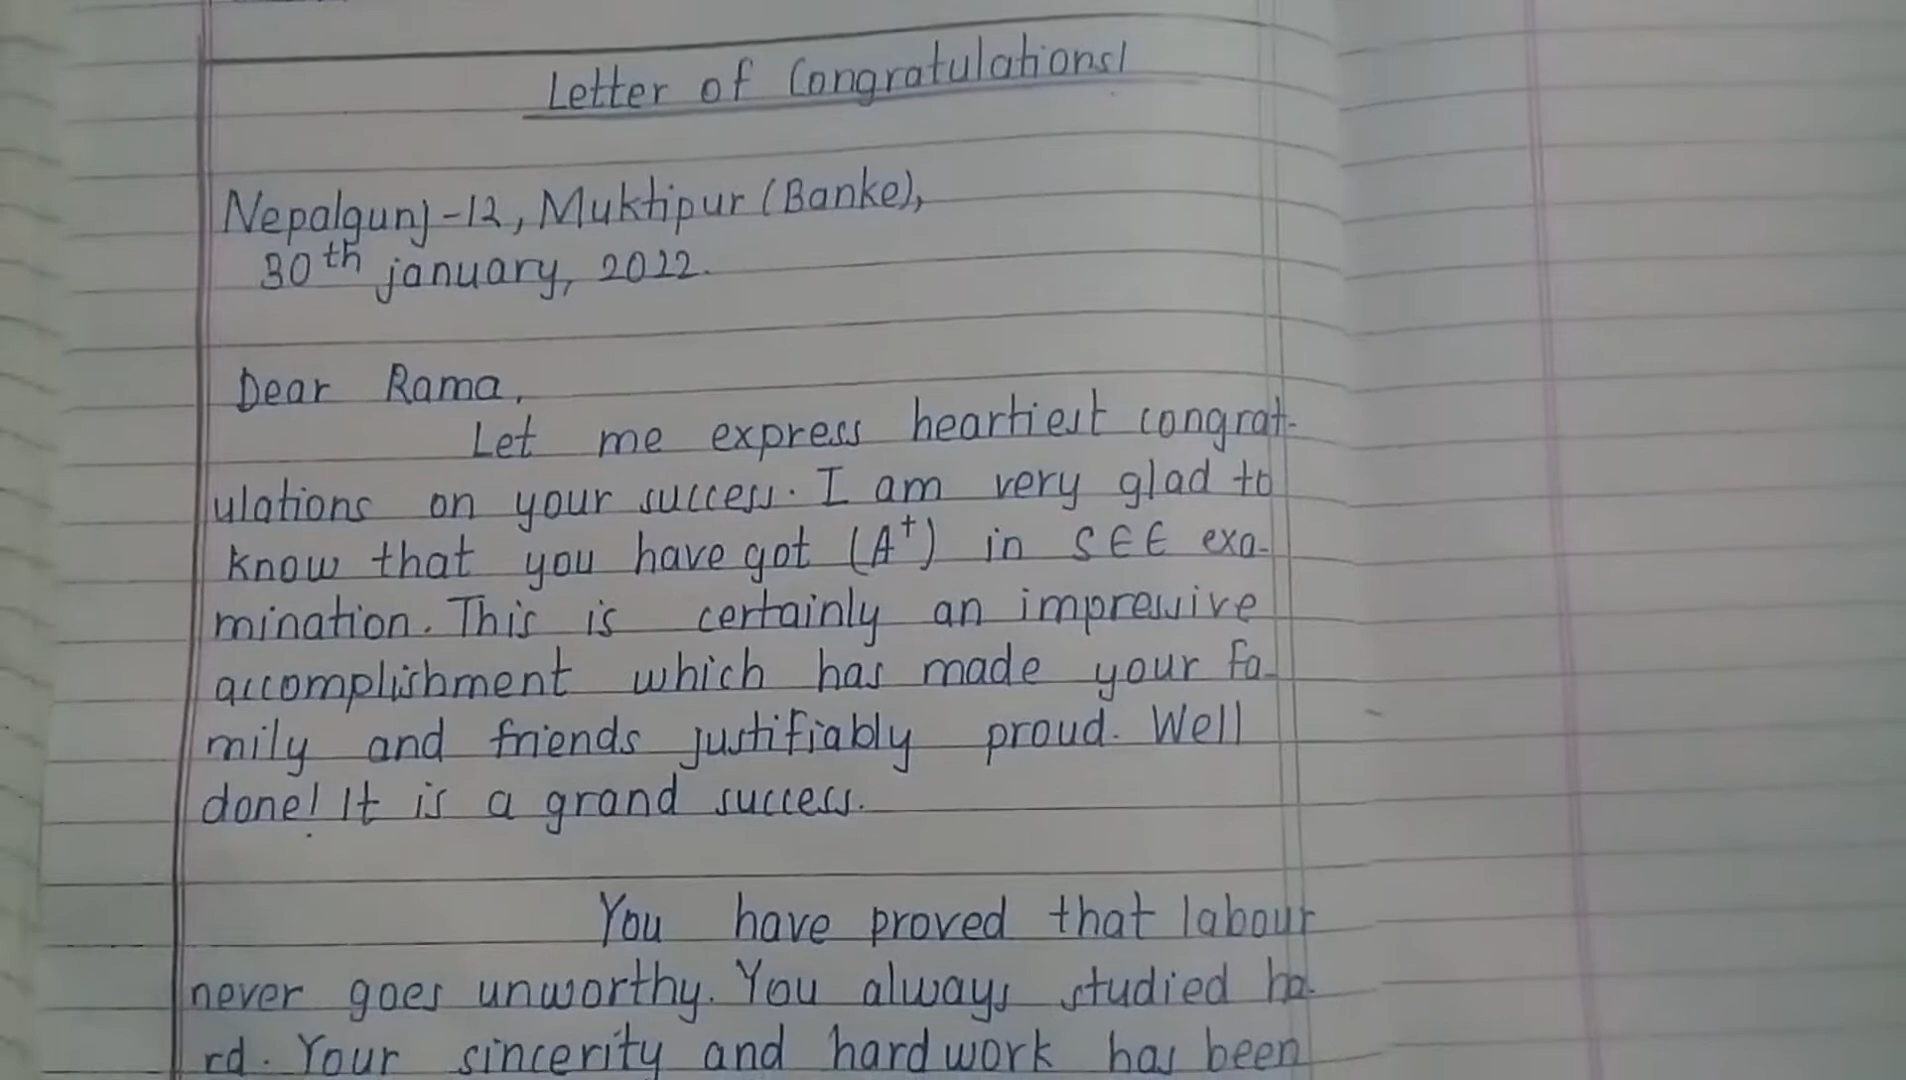 Letter of Congratulations!
Nepalgunj-12, Muktipur (Banke),
30th january, 2022.
Dear Rama,
Let me express heartiest congrat-
ulations on your success. I am very glad to
know that you have got (A+) in SEE exa-
mination. This is certainly an impressive
accomplishment which has made your fa-
mily and friends justifiably proud. Well
done! It is a grand success.
You have proved that labour
never goes unworthy. You always studied ha-
rd. Your sincerity and hard work has been